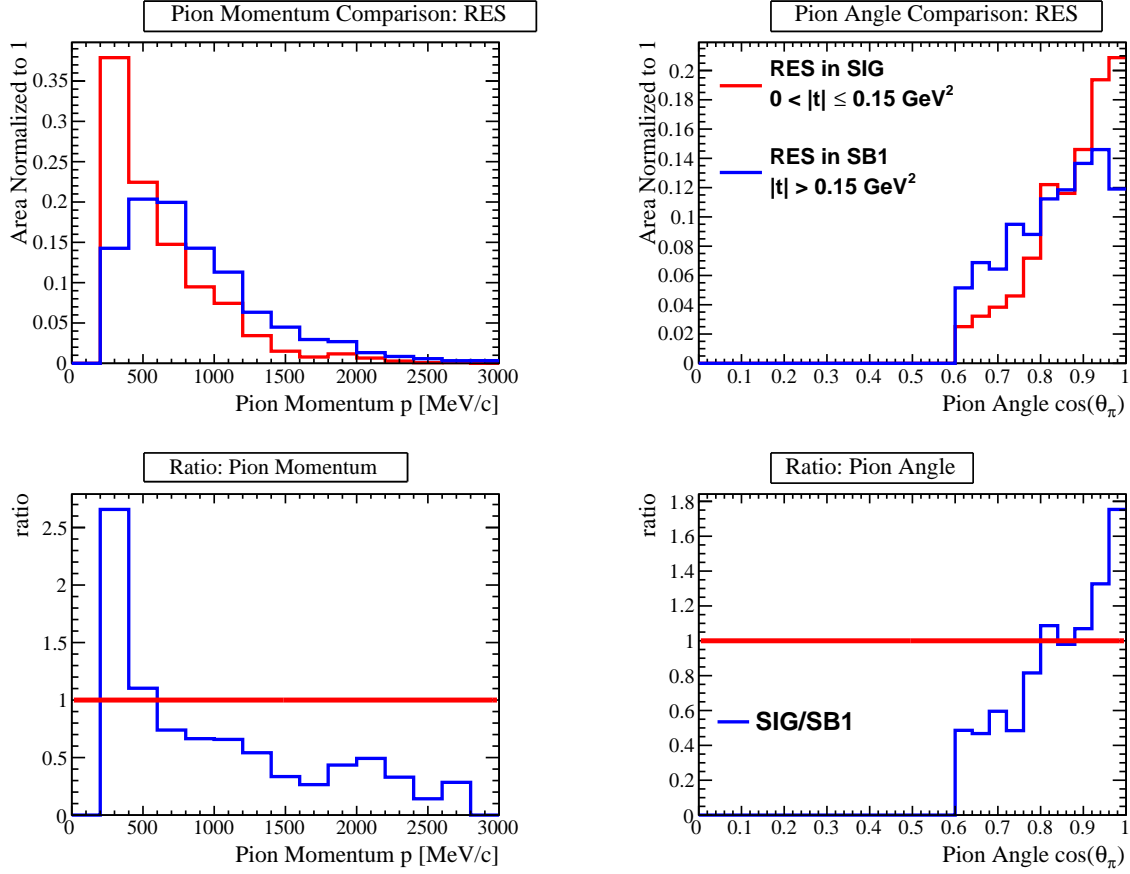 Pion Momentum Comparison: RES
Area Normalized to 1
0.35
0.3
0.25
0.2
0.15
0.1
0.05
0
0 500 1000 1500 2000 2500 3000
Pion Momentum p [MeV/c]
Pion Angle Comparison: RES
Area Normalized to 1
0.2
0.18
0.16
0.14
0.12
0.1
0.08
0.06
0.04
0.02
0
RES in SIG
0 < |t| ≤ 0.15 GeV²
RES in SB1
|t| > 0.15 GeV²
0 0.1 0.2 0.3 0.4 0.5 0.6 0.7 0.8 0.9 1
Pion Angle cos(θπ)
Ratio: Pion Momentum
ratio
2.5
2
1.5
1
0.5
0
0 500 1000 1500 2000 2500 3000
Pion Momentum p [MeV/c]
Ratio: Pion Angle
ratio
1.8
1.6
1.4
1.2
1
0.8
0.6
0.4
0.2
0
SIG/SB1
0 0.1 0.2 0.3 0.4 0.5 0.6 0.7 0.8 0.9 1
Pion Angle cos(θπ)